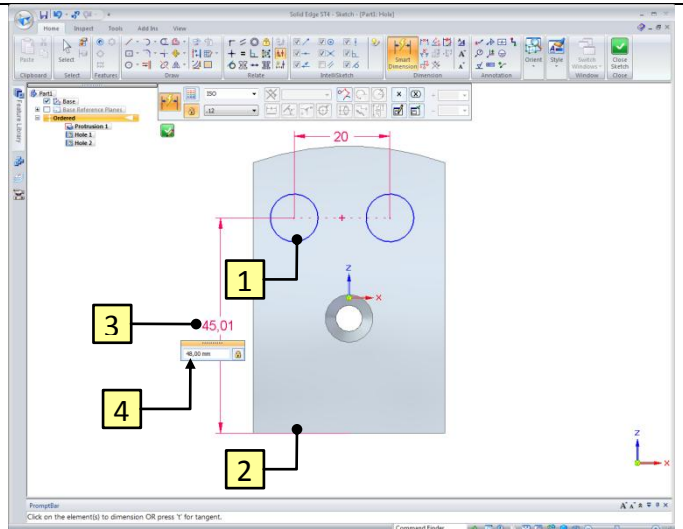 Solid Edge ST4 - Sketch - [Part1: Hole]
Home Inspect Tools Add Ins View
Paste Select
Smart Dimension
Orient Style Switch Windows Close Sketch
Clipboard Select Features Draw Relate IntelliSketch Dimension Annotation Window Close
Feature Library
Part1
Base
Base Reference Planes
Ordered
Protrusion 1
Hole 1
Hole 2
ISO
.12
x
20
1
z
x
3
45,01
48,00 mm
4
2
z
x
PromptBar
Click on the element(s) to dimension OR press 't' for tangent.
Command Finder